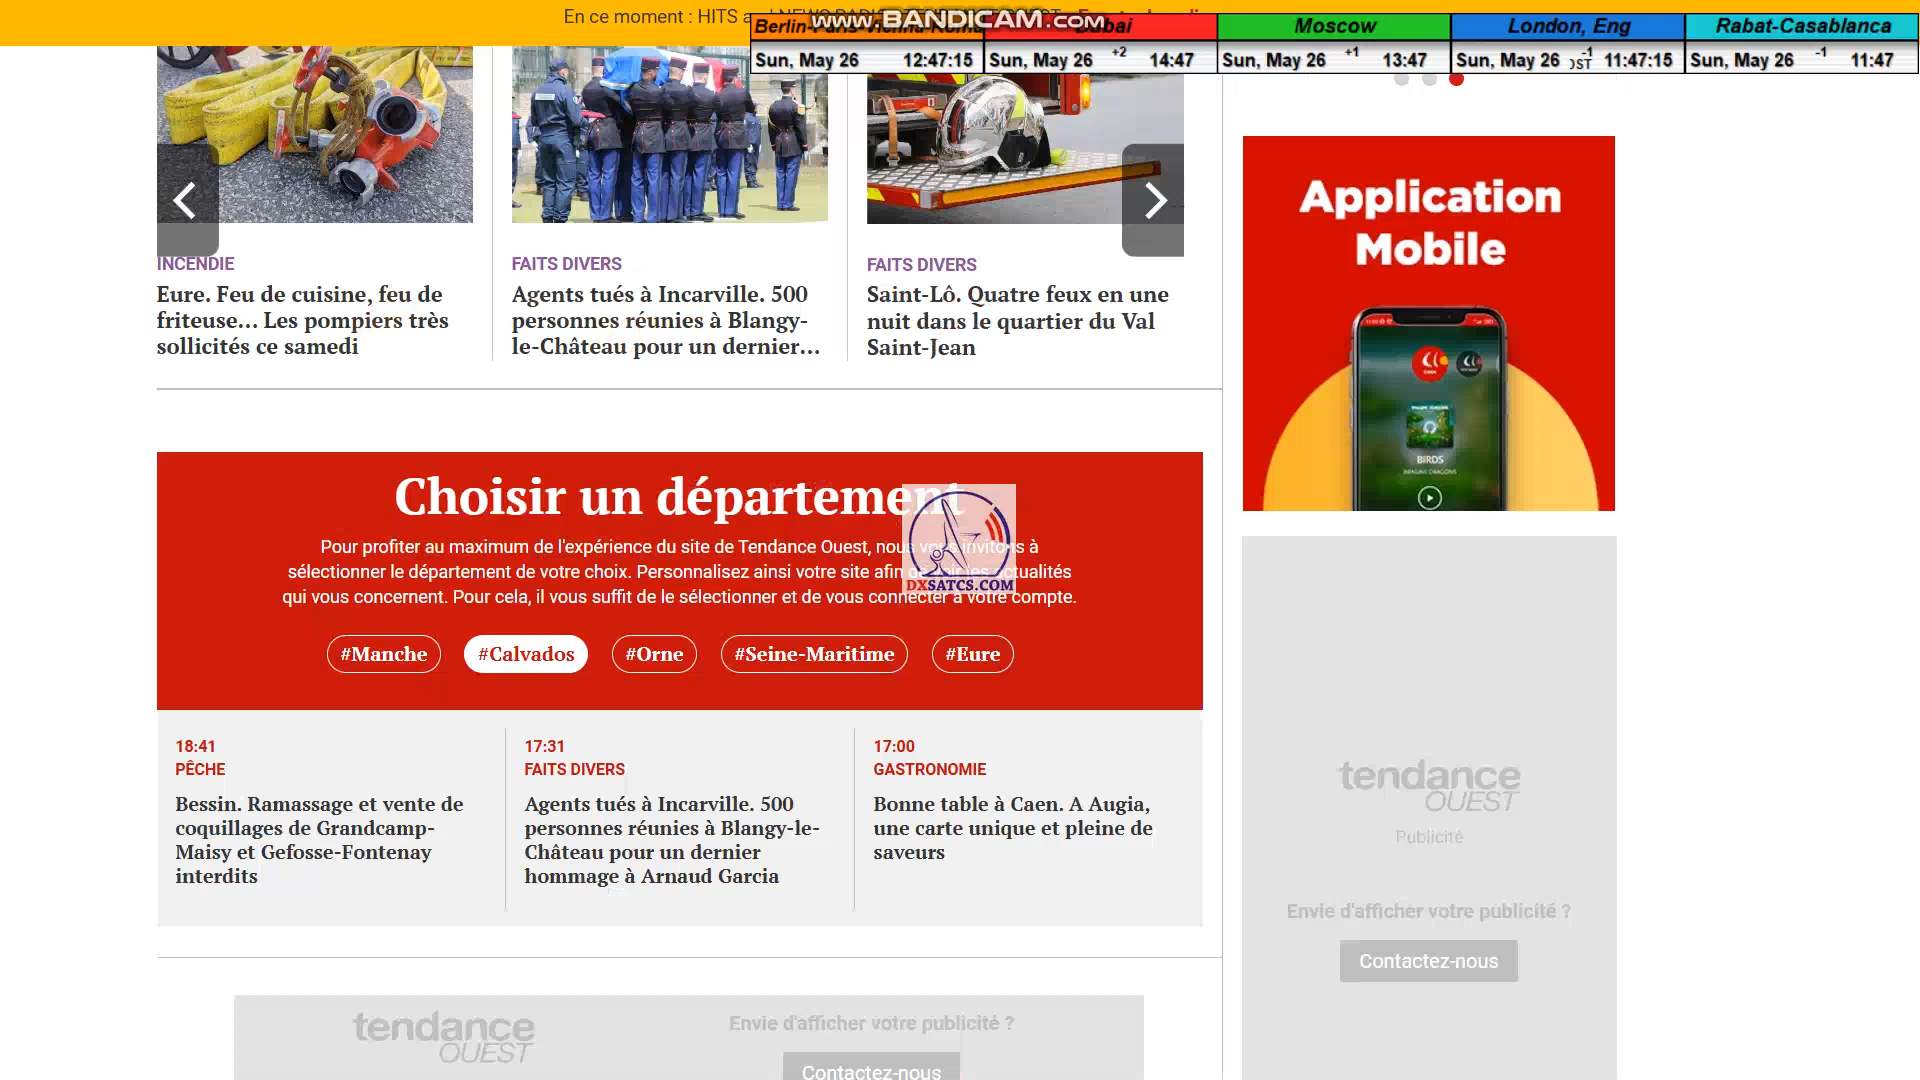 En ce moment : HITS
www.BANDICAM.com
Berlin-Paris-Vienna-Roma
Dubai
Moscow
London, Eng
Rabat-Casablanca
Sun, May 26 12:47:15
Sun, May 26 +2 14:47
Sun, May 26 +1 13:47
Sun, May 26 -1 DST 11:47:15
Sun, May 26 -1 11:47
INCENDIE
Eure. Feu de cuisine, feu de
friteuse... Les pompiers très
sollicités ce samedi
FAITS DIVERS
Agents tués à Incarville. 500
personnes réunies à Blangy-
le-Château pour un dernier...
FAITS DIVERS
Saint-Lô. Quatre feux en une
nuit dans le quartier du Val
Saint-Jean
Application
Mobile
BIRDS
IMAGINE DRAGONS
Choisir un département
Pour profiter au maximum de l'expérience du site de Tendance Ouest, nous vous invitons à
sélectionner le département de votre choix. Personnalisez ainsi votre site afin de voir les actualités
qui vous concernent. Pour cela, il vous suffit de le sélectionner et de vous connecter à votre compte.
DXSATCS.COM
#Manche
#Calvados
#Orne
#Seine-Maritime
#Eure
18:41
PÊCHE
Bessin. Ramassage et vente de
coquillages de Grandcamp-
Maisy et Gefosse-Fontenay
interdits
17:31
FAITS DIVERS
Agents tués à Incarville. 500
personnes réunies à Blangy-le-
Château pour un dernier
hommage à Arnaud Garcia
17:00
GASTRONOMIE
Bonne table à Caen. A Augia,
une carte unique et pleine de
saveurs
tendance
OUEST
Publicité
Envie d'afficher votre publicité ?
Contactez-nous
tendance
OUEST
Envie d'afficher votre publicité ?
Contactez-nous